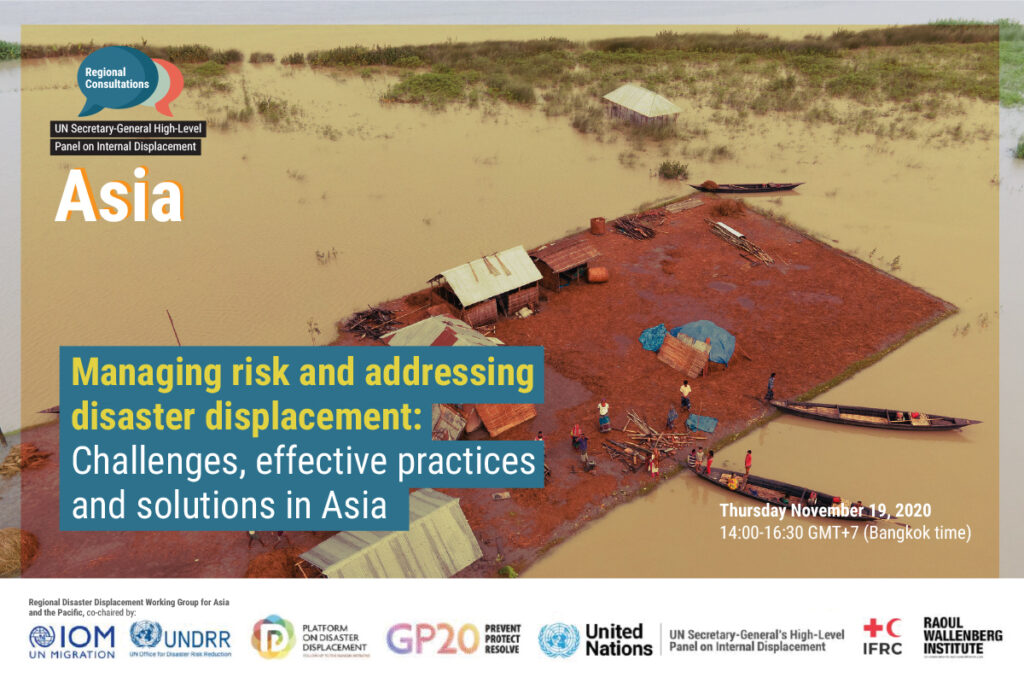 Regional
Consultations
UN Secretary-General High-Level
Panel on Internal Displacement
Asia
Managing risk and addressing
disaster displacement:
Challenges, effective practices
and solutions in Asia
Thursday November 19, 2020
14:00-16:30 GMT+7 (Bangkok time)
Regional Disaster Displacement Working Group for Asia
and the Pacific, co-chaired by:
IOM
UN MIGRATION
UNDRR
UN Office for Disaster Risk Reduction
PLATFORM
ON DISASTER
DISPLACEMENT
GP20
PREVENT
PROTECT
RESOLVE
United
Nations
UN Secretary-General's High-Level
Panel on Internal Displacement
IFRC
RAOUL
WALLENBERG
INSTITUTE